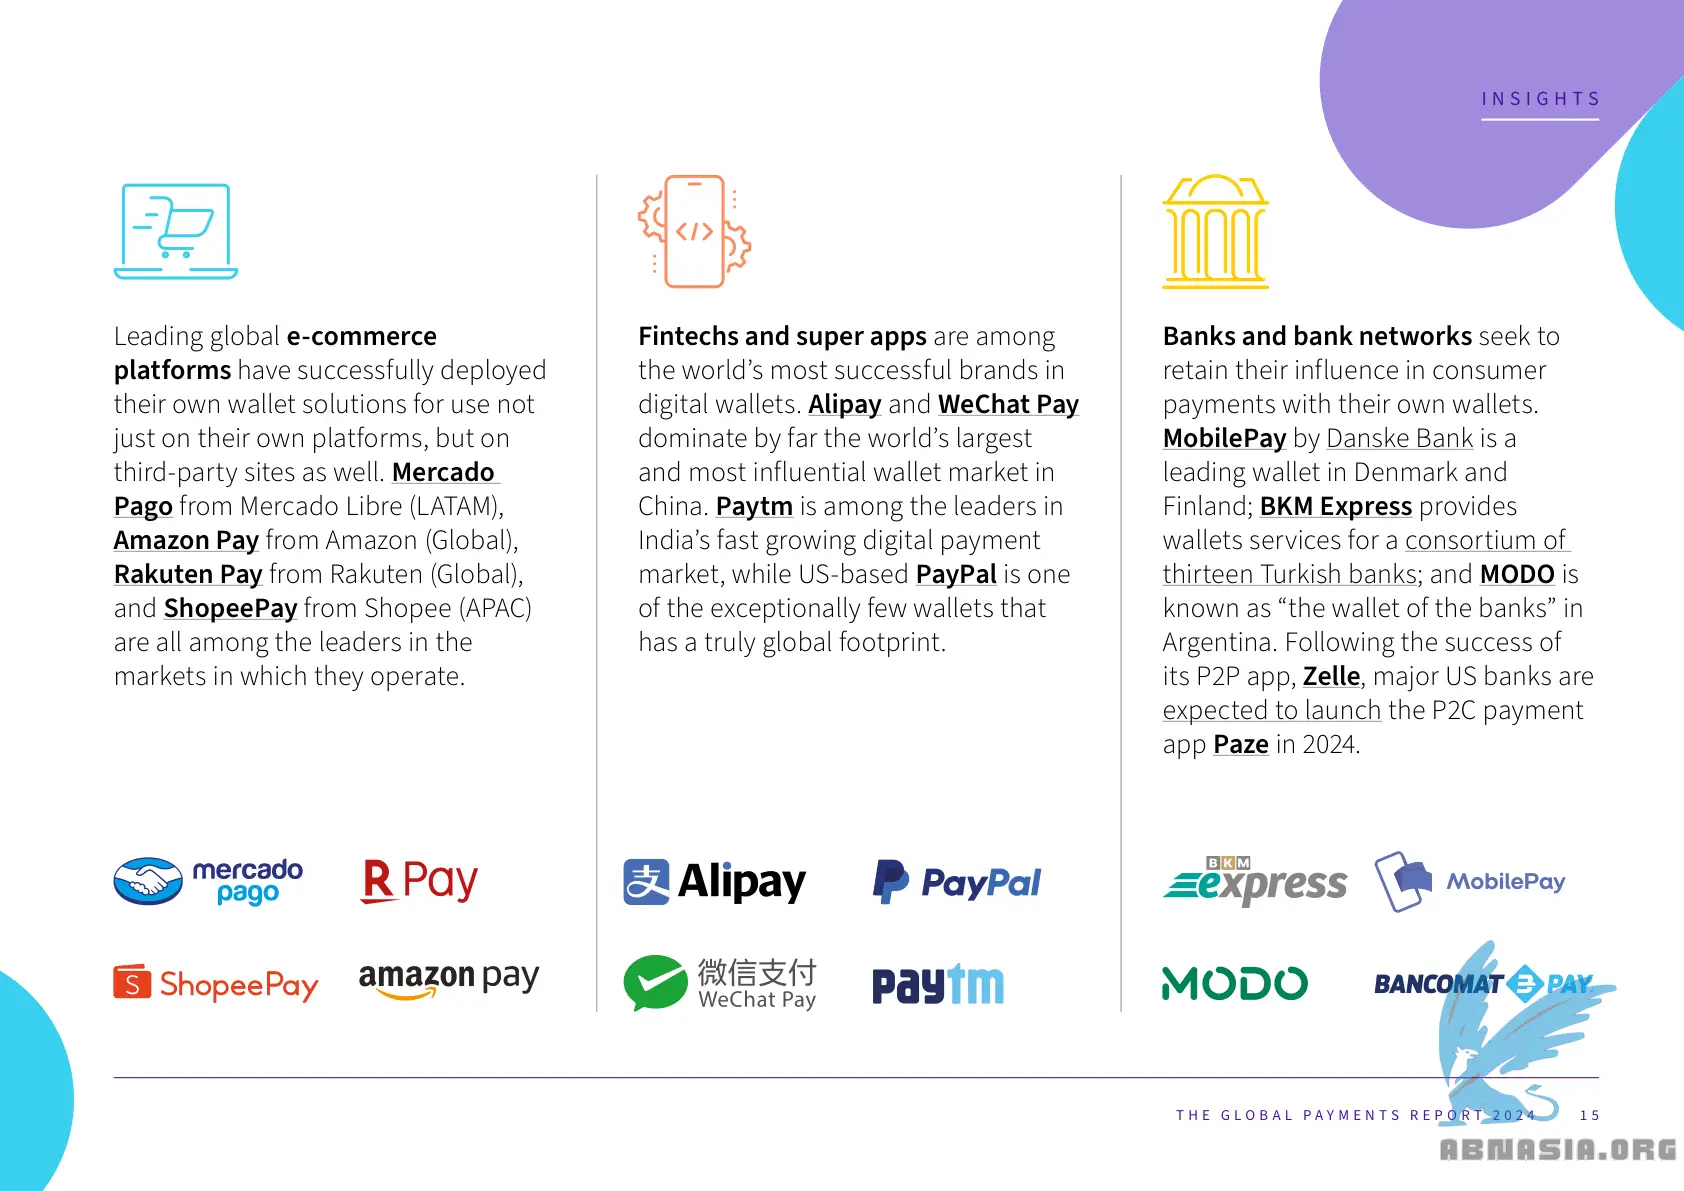 INSIGHTS
Leading global e-commerce
platforms have successfully deployed
their own wallet solutions for use not
just on their own platforms, but on
third-party sites as well. Mercado
Pago from Mercado Libre (LATAM),
Amazon Pay from Amazon (Global),
Rakuten Pay from Rakuten (Global),
and ShopeePay from Shopee (APAC)
are all among the leaders in the
markets in which they operate.
mercado
pago
R Pay
S ShopeePay
amazon pay
</>
Fintechs and super apps are among
the world’s most successful brands in
digital wallets. Alipay and WeChat Pay
dominate by far the world’s largest
and most influential wallet market in
China. Paytm is among the leaders in
India’s fast growing digital payment
market, while US-based PayPal is one
of the exceptionally few wallets that
has a truly global footprint.
支 Alipay
PayPal
微信支付
WeChat Pay
paytm
Banks and bank networks seek to
retain their influence in consumer
payments with their own wallets.
MobilePay by Danske Bank is a
leading wallet in Denmark and
Finland; BKM Express provides
wallets services for a consortium of
thirteen Turkish banks; and MODO is
known as “the wallet of the banks” in
Argentina. Following the success of
its P2P app, Zelle, major US banks are
expected to launch the P2C payment
app Paze in 2024.
BKM
express
MobilePay
MODO
BANCOMAT PAY
THE GLOBAL PAYMENTS REPORT 2024 15
ABNASIA.ORG